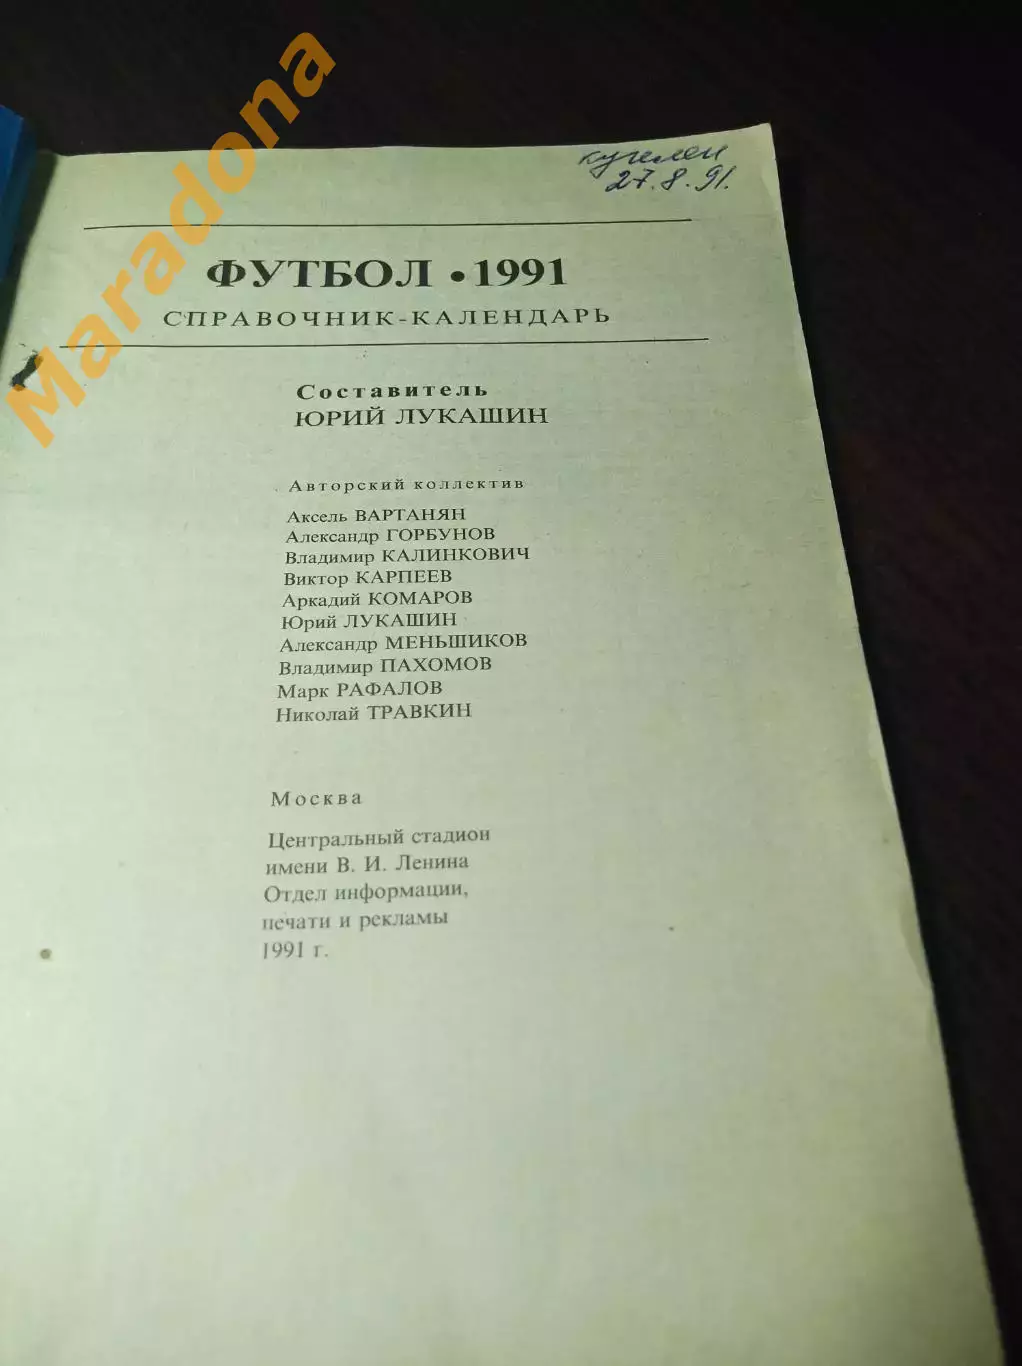 Maradona
куплен
27.8.91.
ФУТБОЛ • 1991
СПРАВОЧНИК-КАЛЕНДАРЬ
Составитель
ЮРИЙ ЛУКАШИН
Авторский коллектив
Аксель ВАРТАНЯН
Александр ГОРБУНОВ
Владимир КАЛИНКОВИЧ
Виктор КАРПЕЕВ
Аркадий КОМАРОВ
Юрий ЛУКАШИН
Александр МЕНЬШИКОВ
Владимир ПАХОМОВ
Марк РАФАЛОВ
Николай ТРАВКИН
Москва
Центральный стадион
имени В. И. Ленина
Отдел информации,
печати и рекламы
1991 г.